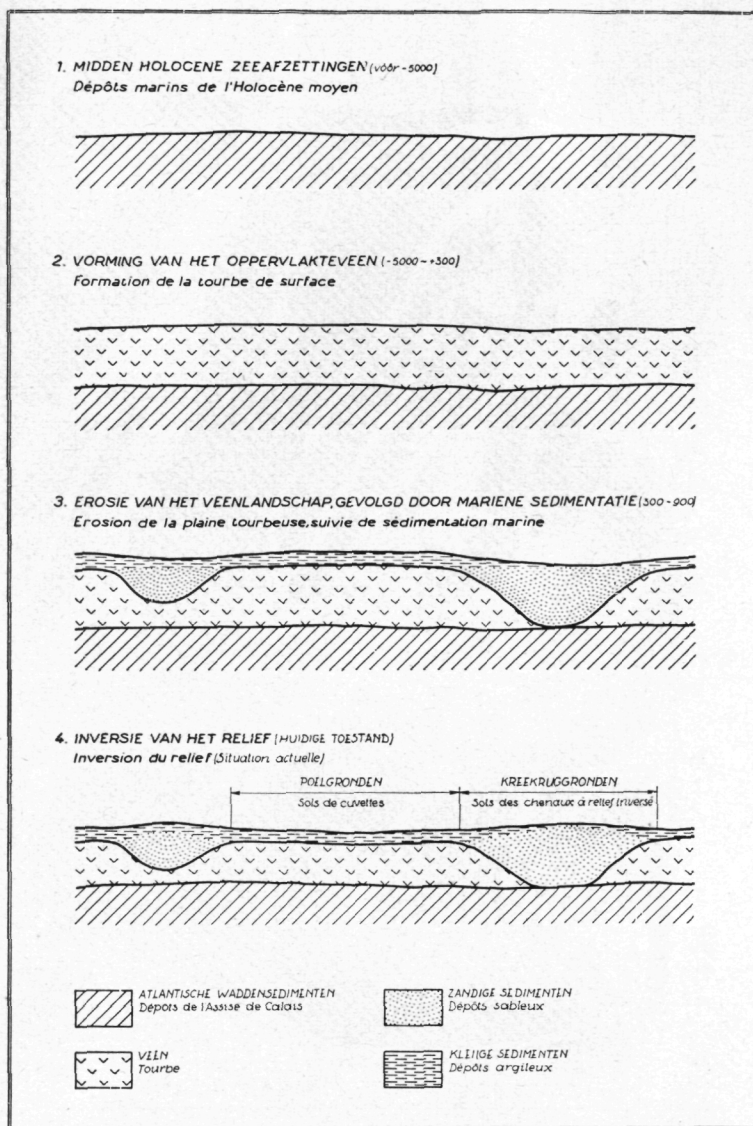 1. MIDDEN HOLOCENE ZEEAFZETTINGEN (vóór -5000)
Dépôts marins de l'Holocène moyen
2. VORMING VAN HET OPPERVLAKTEVEEN (-5000-+300)
Formation de la tourbe de surface
3. EROSIE VAN HET VEENLANDSCHAP, GEVOLGD DOOR MARIENE SEDIMENTATIE (300-900)
Erosion de la plaine tourbeuse, suivie de sédimentation marine
4. INVERSIE VAN HET RELIEF (HUIDIGE TOESTAND)
Inversion du relief (Situation actuelle)
POELGRONDEN
Sols de cuvettes
KREEKRUGGRONDEN
Sols des chenaux à relief inversé
ATLANTISCHE WADDENSEDIMENTEN
Dépôts de l'Assise de Calais
VEEN
Tourbe
ZANDIGE SEDIMENTEN
Dépôts sableux
KLEIIGE SEDIMENTEN
Dépôts argileux